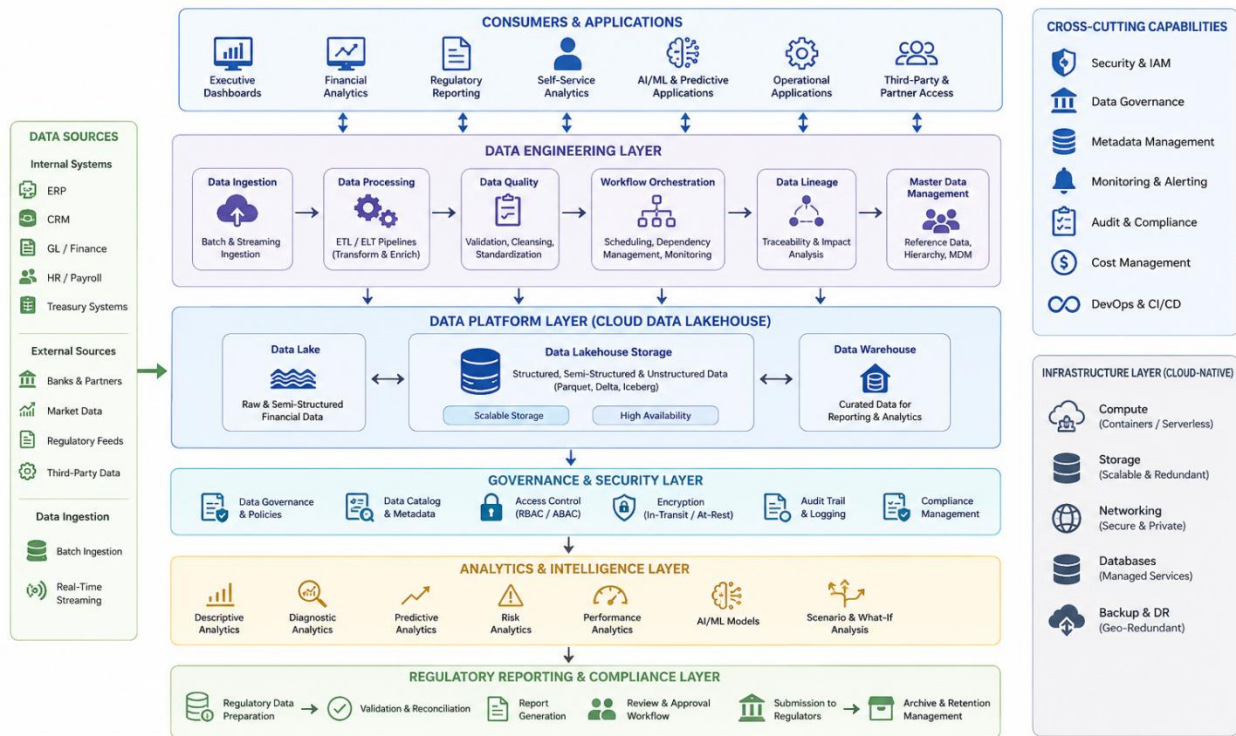 CONSUMERS & APPLICATIONS
Executive
Dashboards
Financial
Analytics
Regulatory
Reporting
Self-Service
Analytics
AI/ML & Predictive
Applications
Operational
Applications
Third-Party &
Partner Access
DATA SOURCES
Internal Systems
ERP
CRM
GL / Finance
HR / Payroll
Treasury Systems
External Sources
Banks & Partners
Market Data
Regulatory Feeds
Third-Party Data
Data Ingestion
Batch Ingestion
Real-Time
Streaming
DATA ENGINEERING LAYER
Data Ingestion
Batch & Streaming
Ingestion
Data Processing
ETL / ELT Pipelines
(Transform & Enrich)
Data Quality
Validation, Cleansing,
Standardization
Workflow Orchestration
Scheduling, Dependency
Management, Monitoring
Data Lineage
Traceability & Impact
Analysis
Master Data
Management
Reference Data,
Hierarchy, MDM
DATA PLATFORM LAYER (CLOUD DATA LAKEHOUSE)
Data Lake
Raw & Semi-Structured
Financial Data
Data Lakehouse Storage
Structured, Semi-Structured & Unstructured Data
(Parquet, Delta, Iceberg)
Scalable Storage
High Availability
Data Warehouse
Curated Data for
Reporting & Analytics
GOVERNANCE & SECURITY LAYER
Data Governance
& Policies
Data Catalog
& Metadata
Access Control
(RBAC / ABAC)
Encryption
(In-Transit / At-Rest)
Audit Trail
& Logging
Compliance
Management
ANALYTICS & INTELLIGENCE LAYER
Descriptive
Analytics
Diagnostic
Analytics
Predictive
Analytics
Risk
Analytics
Performance
Analytics
AI/ML Models
Scenario & What-If
Analysis
REGULATORY REPORTING & COMPLIANCE LAYER
Regulatory Data
Preparation
Validation & Reconciliation
Report
Generation
Review & Approval
Workflow
Submission to
Regulators
Archive & Retention
Management
CROSS-CUTTING CAPABILITIES
Security & IAM
Data Governance
Metadata Management
Monitoring & Alerting
Audit & Compliance
$
Cost Management
DevOps & CI/CD
INFRASTRUCTURE LAYER (CLOUD-NATIVE)
Compute
(Containers / Serverless)
Storage
(Scalable & Redundant)
Networking
(Secure & Private)
Databases
(Managed Services)
Backup & DR
(Geo-Redundant)